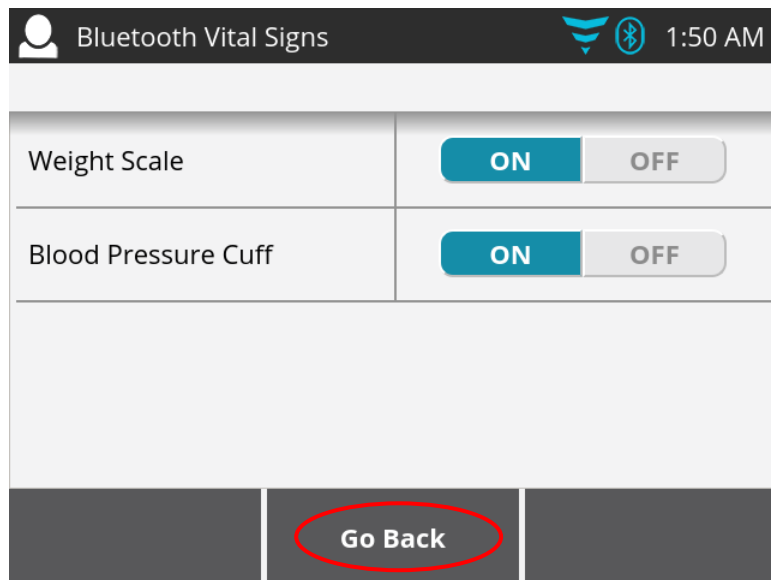 Bluetooth Vital Signs 1:50 AM
Weight Scale ON OFF
Blood Pressure Cuff ON OFF
Go Back